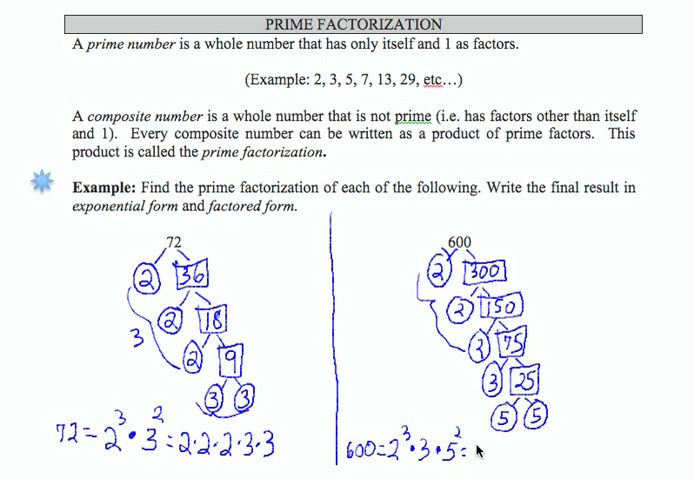 PRIME FACTORIZATION
A prime number is a whole number that has only itself and 1 as factors.
(Example: 2, 3, 5, 7, 13, 29, etc…)
A composite number is a whole number that is not prime (i.e. has factors other than itself
and 1). Every composite number can be written as a product of prime factors. This
product is called the prime factorization.
Example: Find the prime factorization of each of the following. Write the final result in
exponential form and factored form.
72
2 36
2 18
3
2 9
3 3
72 = 2³ • 3² = 2·2·2·3·3
600
2 300
2 150
2 75
3 25
5 5
600 = 2³ • 3 • 5² =